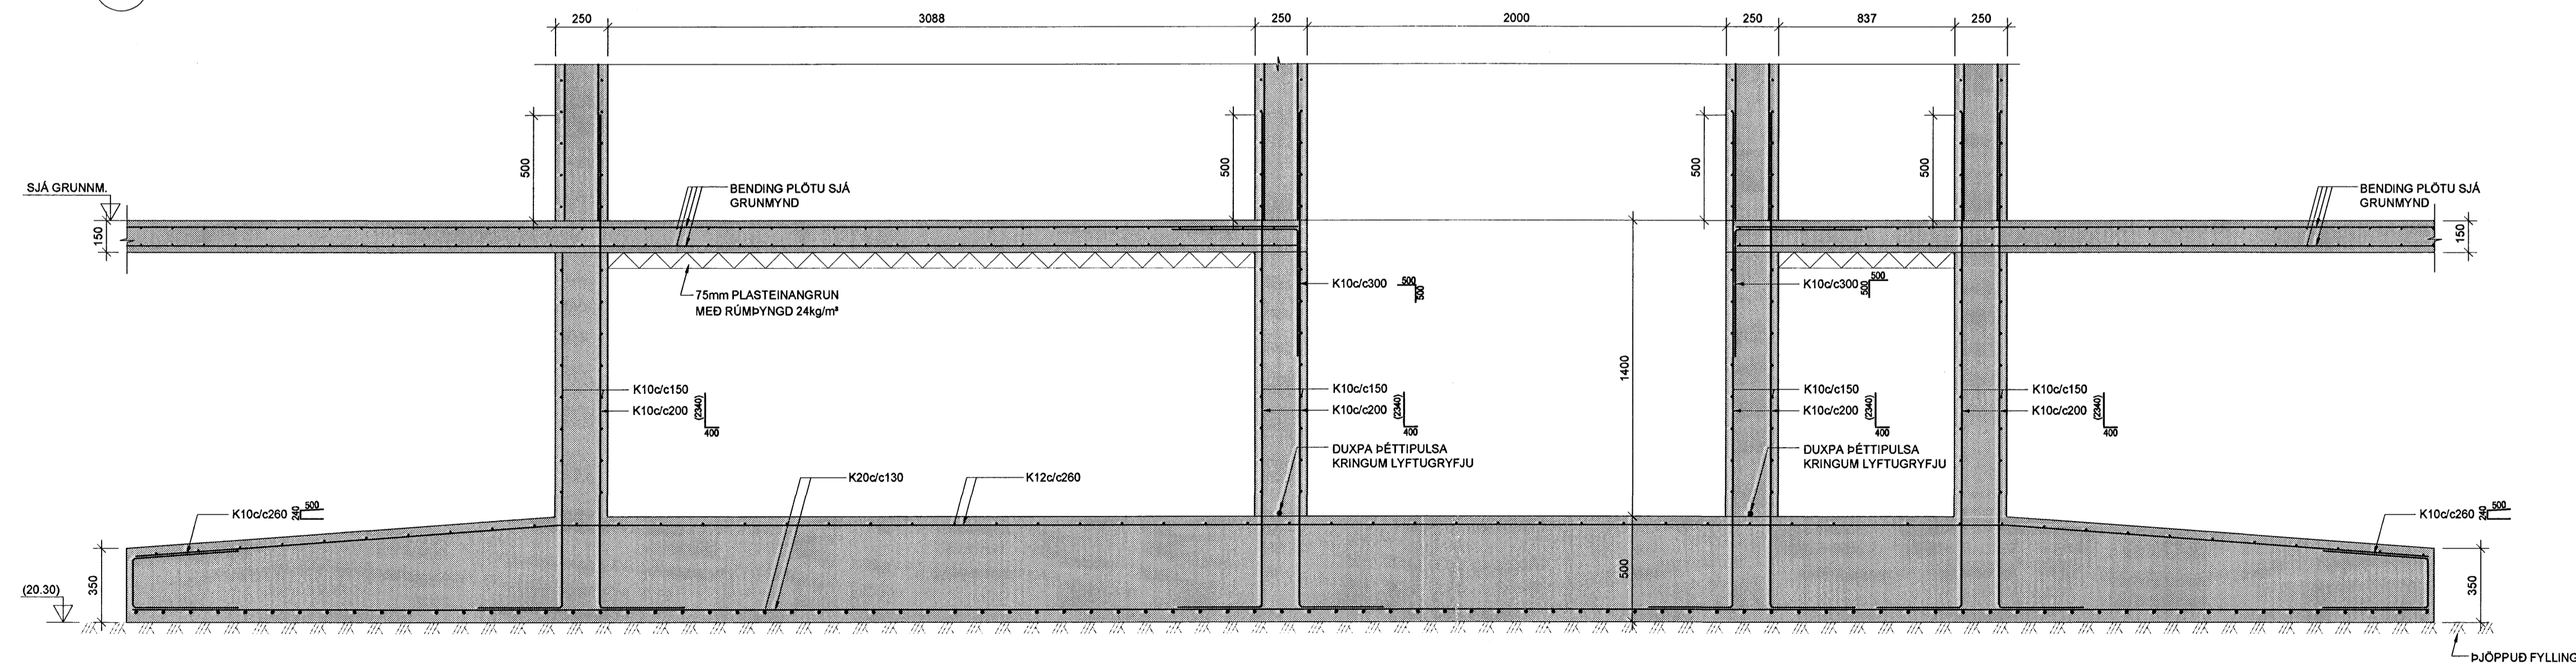 250 3088 250 2000 250 837 250
500 500 500 500
SJÁ GRUNNM.
BENDING PLÖTU SJÁ
GRUNMYND
BENDING PLÖTU SJÁ
GRUNMYND
150
150
75mm PLASTEINANGRUN
MEÐ RÚMÞYNGD 24kg/m³
K10c/c300 500 500
K10c/c300 500 500
1400
K10c/c150
K10c/c200 (2340) 400
K10c/c150
K10c/c200 (2340) 400
K10c/c150
K10c/c200 (2340) 400
K10c/c150
K10c/c200 (2340) 400
DUXPA ÞÉTTIPULSA
KRINGUM LYFTUGRYFJU
DUXPA ÞÉTTIPULSA
KRINGUM LYFTUGRYFJU
K20c/c130
K12c/c260
K10c/c260 240 500
K10c/c260 240 500
350
500
350
(20.30)
ÞJÖPPUÐ FYLLING